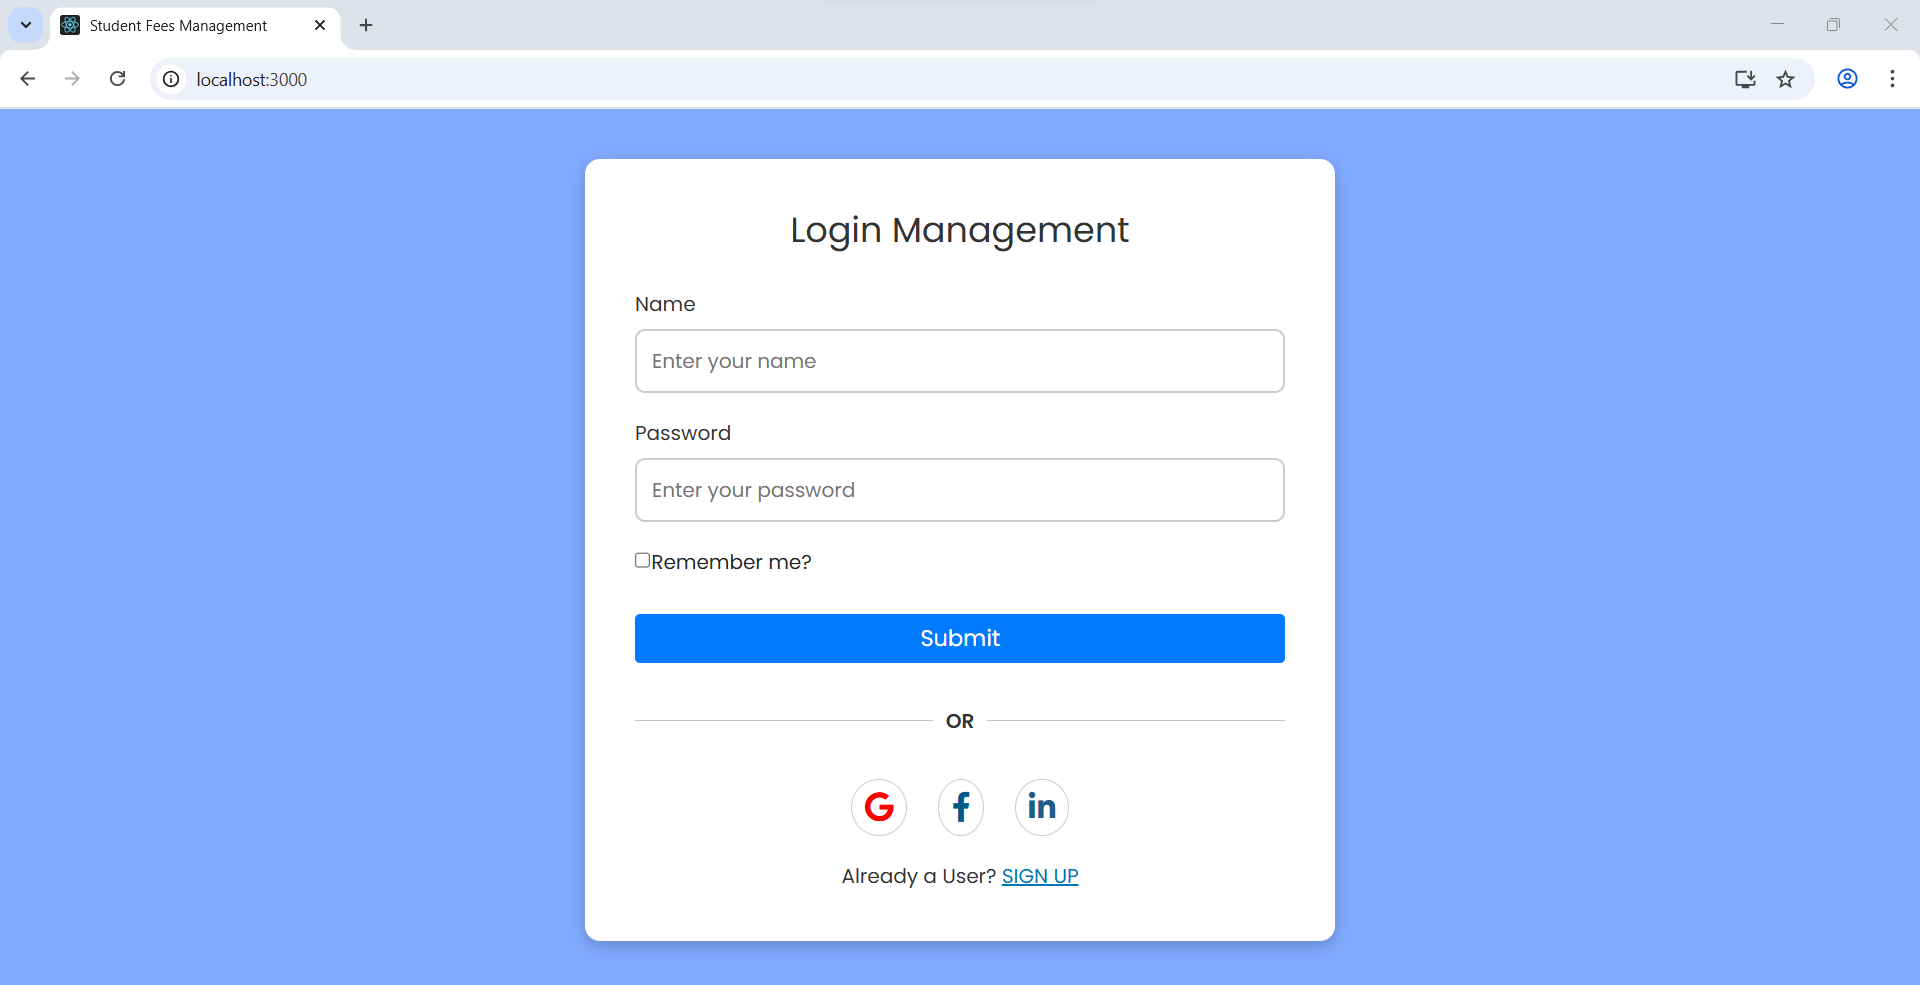 Student Fees Management
localhost:3000
Login Management
Name
Enter your name
Password
Enter your password
Remember me?
Submit
OR
Already a User? SIGN UP